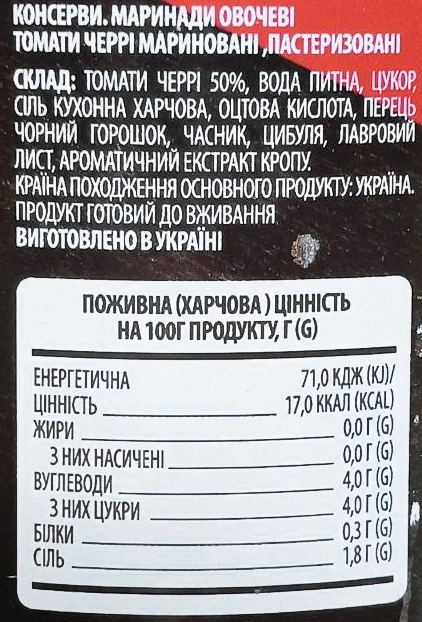 КОНСЕРВИ. МАРИНАДИ ОВОЧЕВІ
ТОМАТИ ЧЕРРІ МАРИНОВАНІ ,ПАСТЕРИЗОВАНІ
СКЛАД: ТОМАТИ ЧЕРРІ 50%, ВОДА ПИТНА, ЦУКОР,
СІЛЬ КУХОННА ХАРЧОВА, ОЦТОВА КИСЛОТА, ПЕРЕЦЬ
ЧОРНИЙ ГОРОШОК, ЧАСНИК, ЦИБУЛЯ, ЛАВРОВИЙ
ЛИСТ, АРОМАТИЧНИЙ ЕКСТРАКТ КРОПУ.
КРАЇНА ПОХОДЖЕННЯ ОСНОВНОГО ПРОДУКТУ: УКРАЇНА.
ПРОДУКТ ГОТОВИЙ ДО ВЖИВАННЯ
ВИГОТОВЛЕНО В УКРАЇНІ
ПОЖИВНА (ХАРЧОВА ) ЦІННІСТЬ
НА 100Г ПРОДУКТУ, Г (G)
ЕНЕРГЕТИЧНА 71,0 КДЖ (KJ)/
ЦІННІСТЬ 17,0 ККАЛ (KCAL)
ЖИРИ 0,0 Г (G)
З НИХ НАСИЧЕНІ 0,0 Г (G)
ВУГЛЕВОДИ 4,0 Г (G)
З НИХ ЦУКРИ 4,0 Г (G)
БІЛКИ 0,3 Г (G)
СІЛЬ 1,8 Г (G)